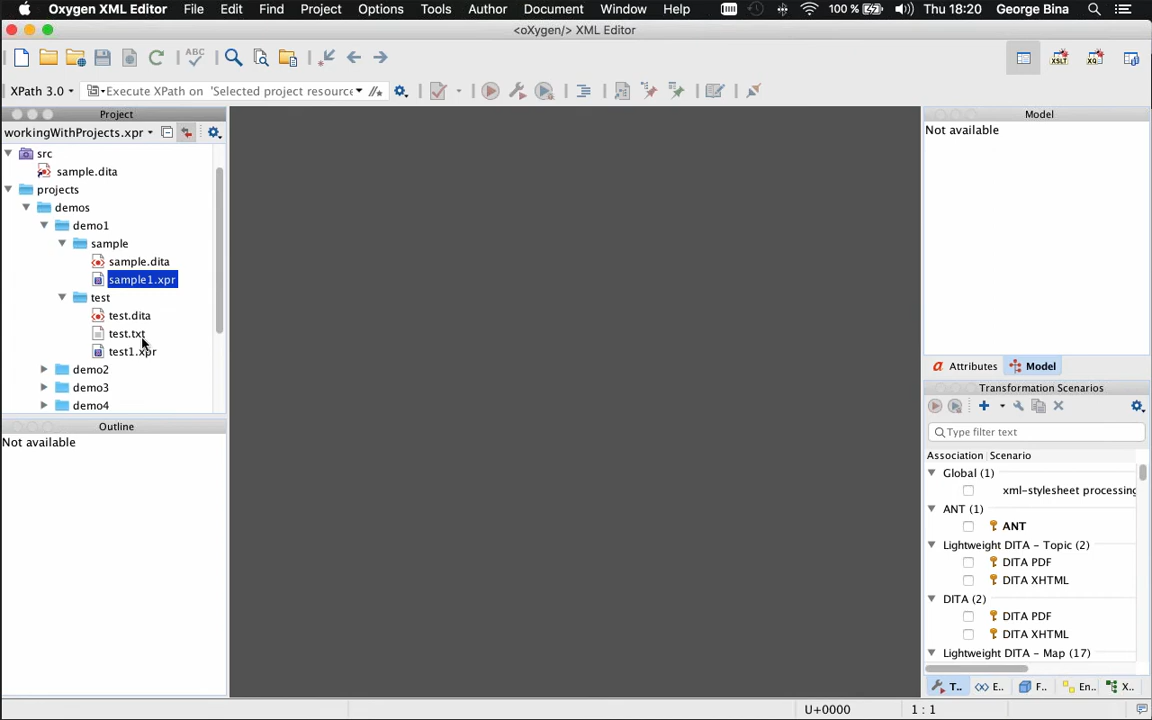 Oxygen XML Editor File Edit Find Project Options Tools Author Document Window Help 100 % Thu 18:20 George Bina
<oXygen/> XML Editor
ABC
XPath 3.0 Execute XPath on 'Selected project resource
Project
workingWithProjects.xpr
src
sample.dita
projects
demos
demo1
sample
sample.dita
sample1.xpr
test
test.dita
test.txt
test1.xpr
demo2
demo3
demo4
Outline
Not available
Model
Not available
Attributes Model
Transformation Scenarios
Type filter text
Association Scenario
Global (1)
xml-stylesheet processing
ANT (1)
ANT
Lightweight DITA - Topic (2)
DITA PDF
DITA XHTML
DITA (2)
DITA PDF
DITA XHTML
Lightweight DITA - Map (17)
T.. E.. F.. En.. X..
U+0000 1 : 1